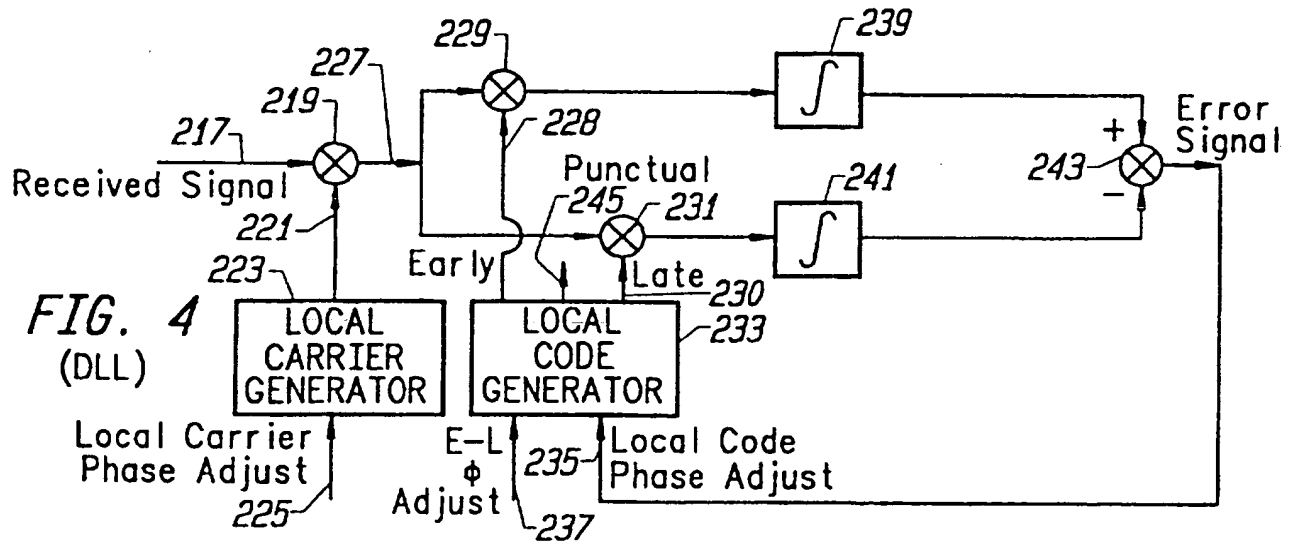 229
239
227
219
217
228
Error
Signal
+
243
-
Received Signal
Punctual
245
231
241
221
Early
Late
230
223
233
FIG. 4
(DLL)
LOCAL
CARRIER
GENERATOR
LOCAL
CODE
GENERATOR
Local Carrier
Phase Adjust
225
E-L
ϕ
Adjust
237
235
Local Code
Phase Adjust